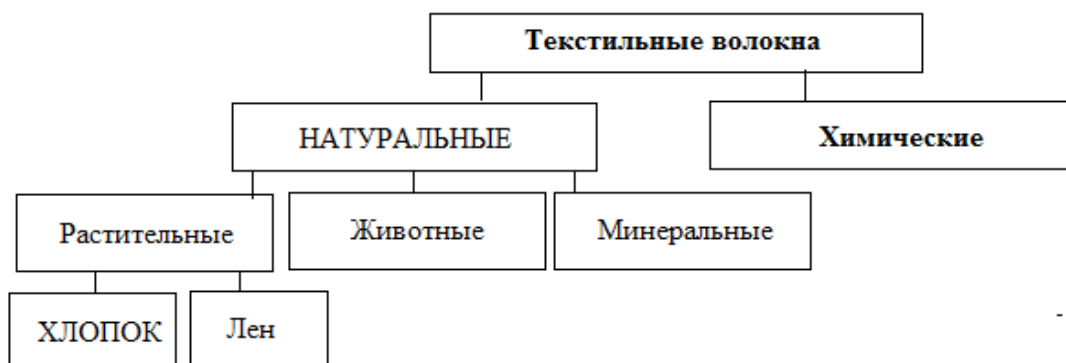 Текстильные волокна
НАТУРАЛЬНЫЕ
Химические
Растительные
Животные
Минеральные
ХЛОПОК
Лен
-